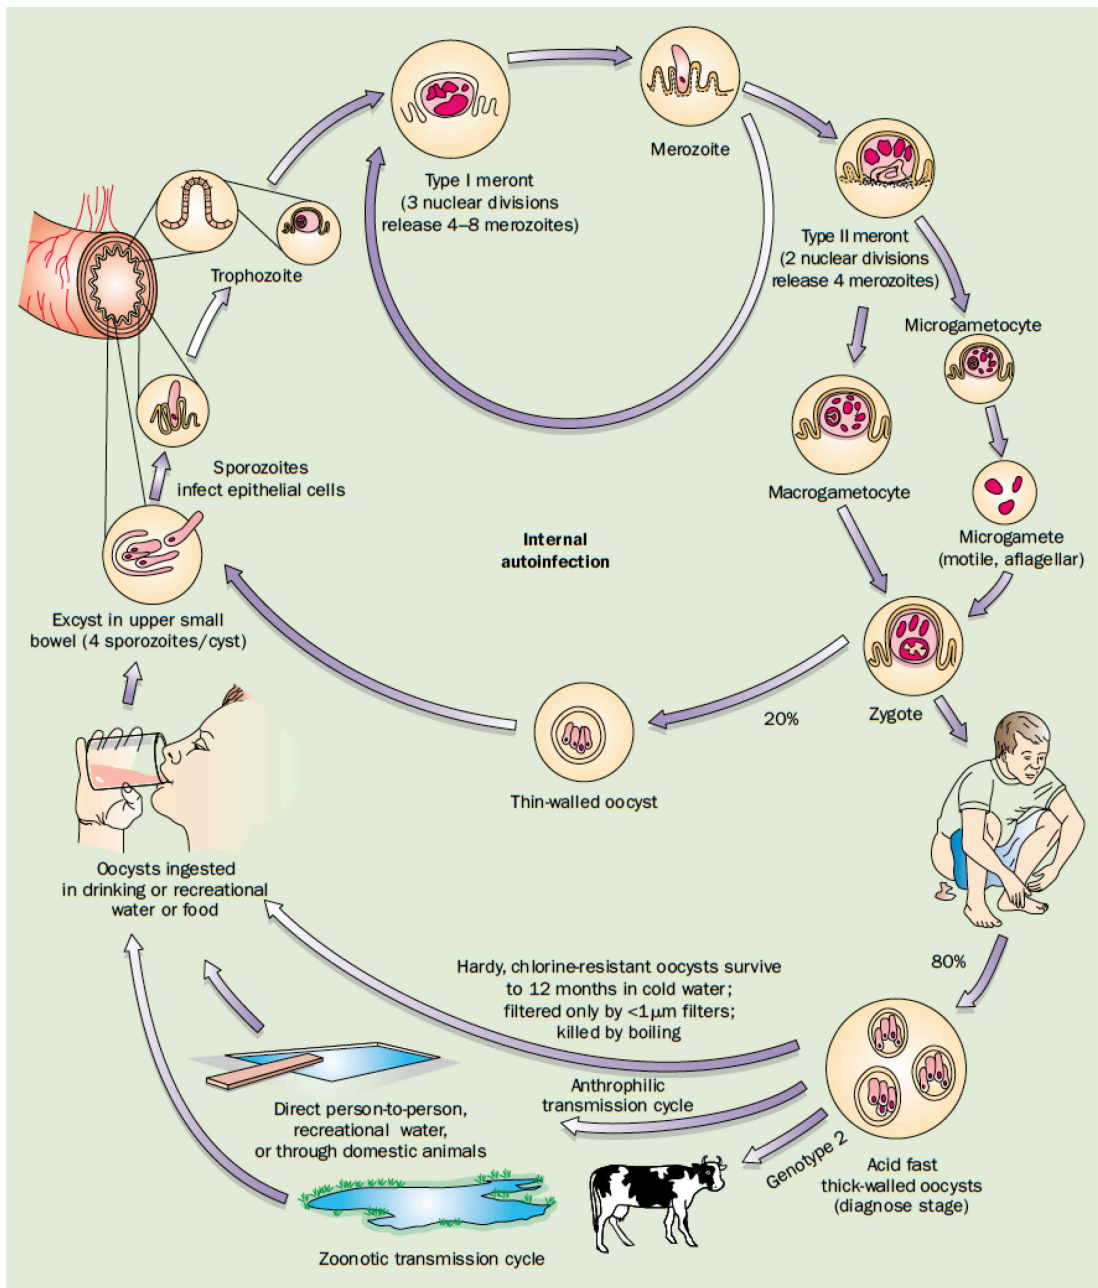 Merozoite
Type I meront
(3 nuclear divisions
release 4–8 merozoites)
Type II meront
(2 nuclear divisions
release 4 merozoites)
Trophozoite
Microgametocyte
Sporozoites
infect epithelial cells
Macrogametocyte
Microgamete
(motile, aflagellar)
Internal
autoinfection
Excyst in upper small
bowel (4 sporozoites/cyst)
20%
Zygote
Thin-walled oocyst
Oocysts ingested
in drinking or recreational
water or food
80%
Hardy, chlorine-resistant oocysts survive
to 12 months in cold water;
filtered only by <1μm filters;
killed by boiling
Anthrophilic
transmission cycle
Direct person-to-person,
recreational water,
or through domestic animals
Genotype 2
Acid fast
thick-walled oocysts
(diagnose stage)
Zoonotic transmission cycle